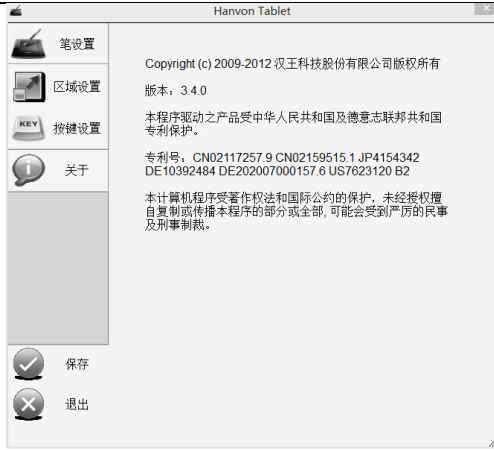 Hanvon Tablet
笔设置
区域设置
KEY
按键设置
关于
保存
退出
Copyright (c) 2009-2012 汉王科技股份有限公司版权所有
版本：3.4.0
本程序驱动之产品受中华人民共和国及德意志联邦共和国
专利保护。
专利号：CN02117257.9 CN02159515.1 JP4154342
DE10392484 DE202007000157.6 US7623120 B2
本计算机程序受著作权法和国际公约的保护，未经授权擅
自复制或传播本程序的部分或全部, 可能会受到严厉的民事
及刑事制裁。